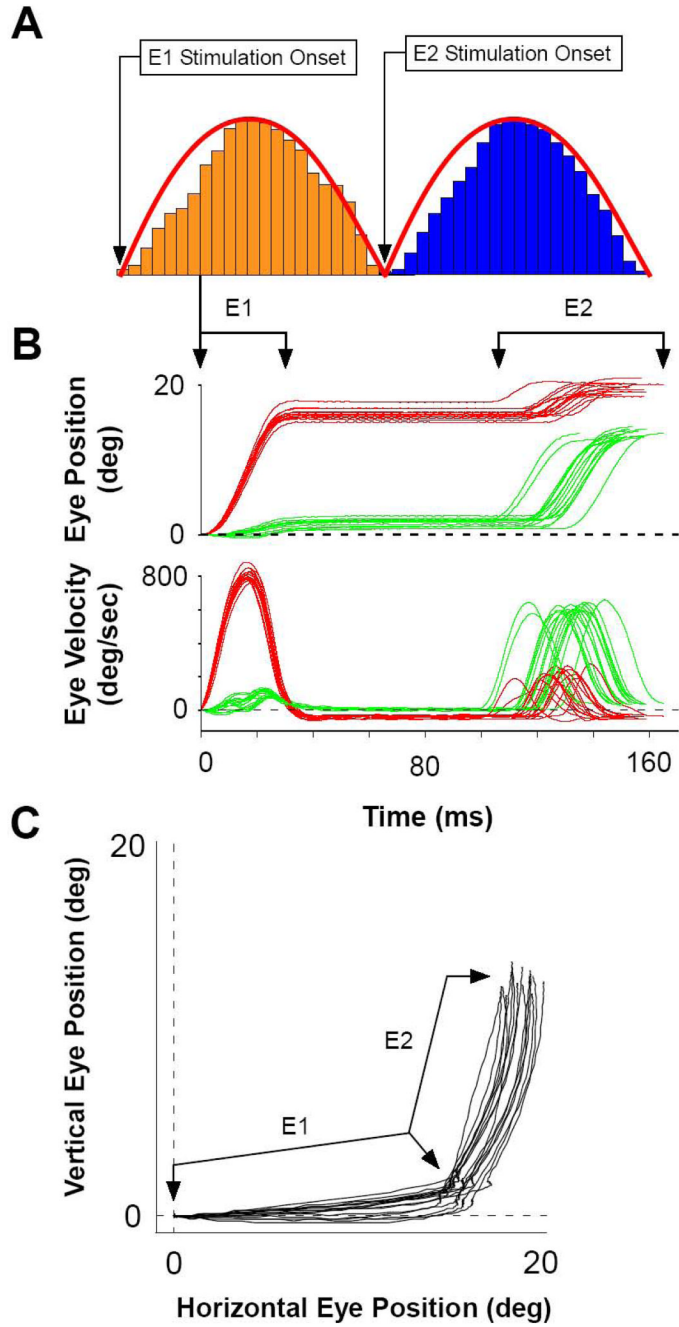 A
E1 Stimulation Onset
E2 Stimulation Onset
E1
E2
B
Eye Position
(deg)
20
0
Eye Velocity
(deg/sec)
800
0
0
80
160
Time (ms)
C
Vertical Eye Position (deg)
20
0
E2
E1
0
20
Horizontal Eye Position (deg)